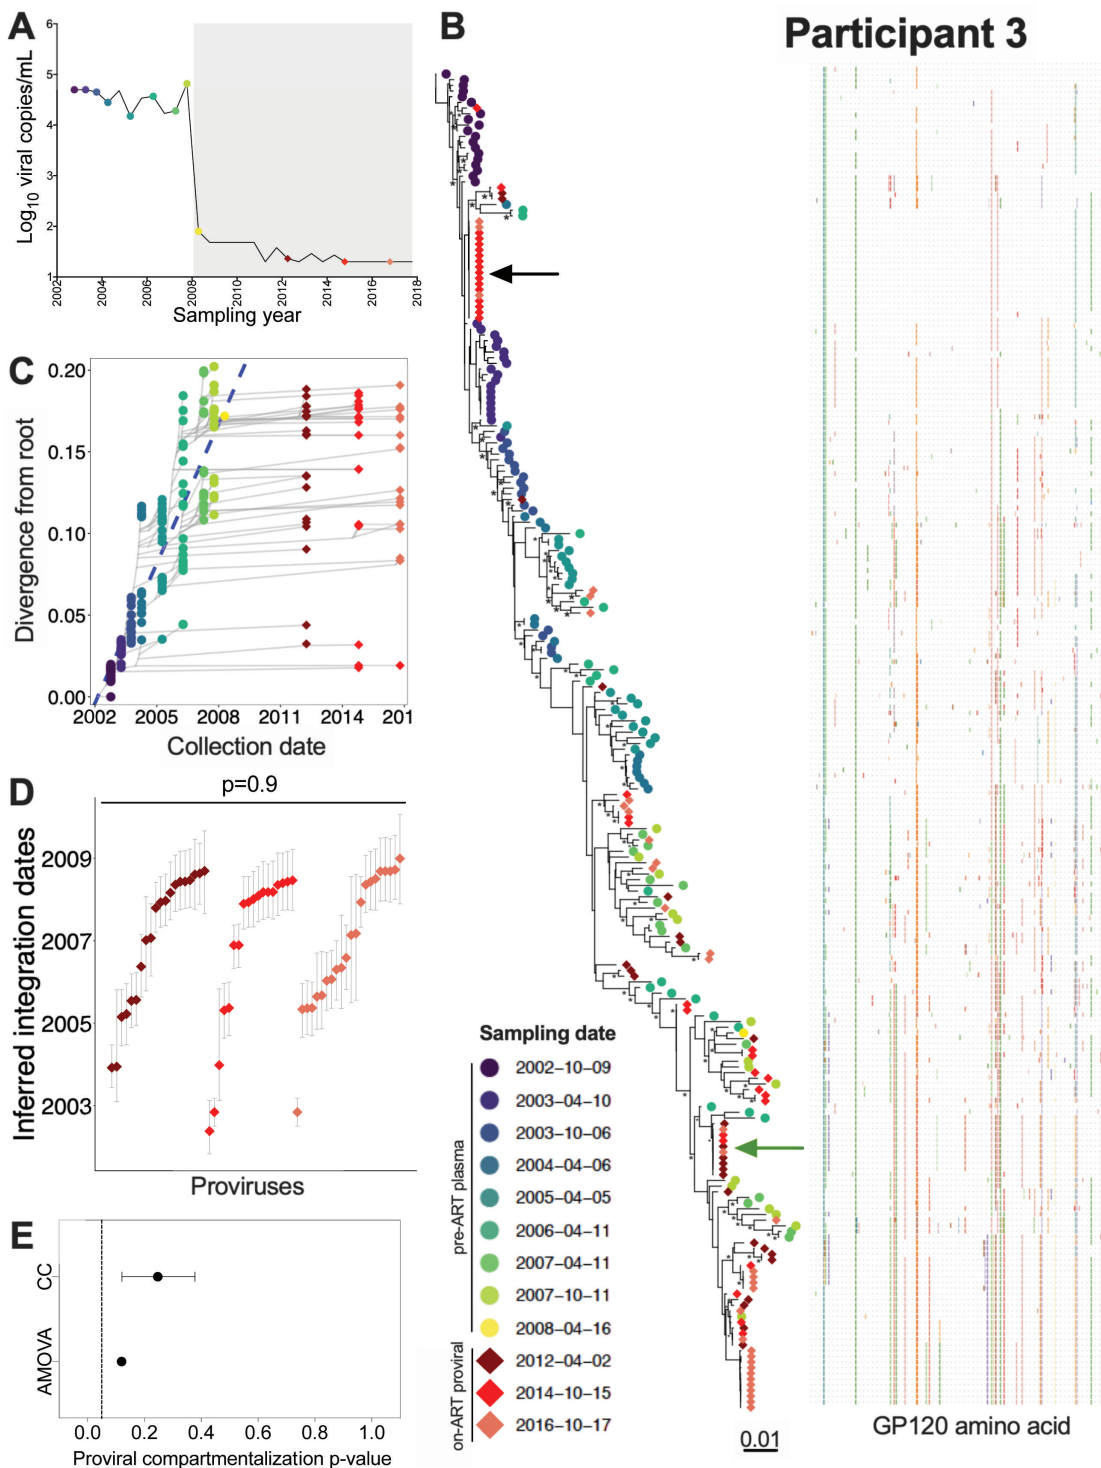 A
Log10 viral copies/mL
6
5
4
3
2
1
2002
2004
2006
2008
2010
2012
2014
2016
2018
Sampling year
B
Participant 3
C
Divergence from root
0.20
0.15
0.10
0.05
0.00
2002
2005
2008
2011
2014
201
Collection date
D
p=0.9
Inferred integration dates
2009
2007
2005
2003
Proviruses
E
CC
AMOVA
0.0
0.2
0.4
0.6
0.8
1.0
Proviral compartmentalization p-value
Sampling date
pre-ART plasma
2002-10-09
2003-04-10
2003-10-06
2004-04-06
2005-04-05
2006-04-11
2007-04-11
2007-10-11
2008-04-16
on-ART proviral
2012-04-02
2014-10-15
2016-10-17
0.01
GP120 amino acid